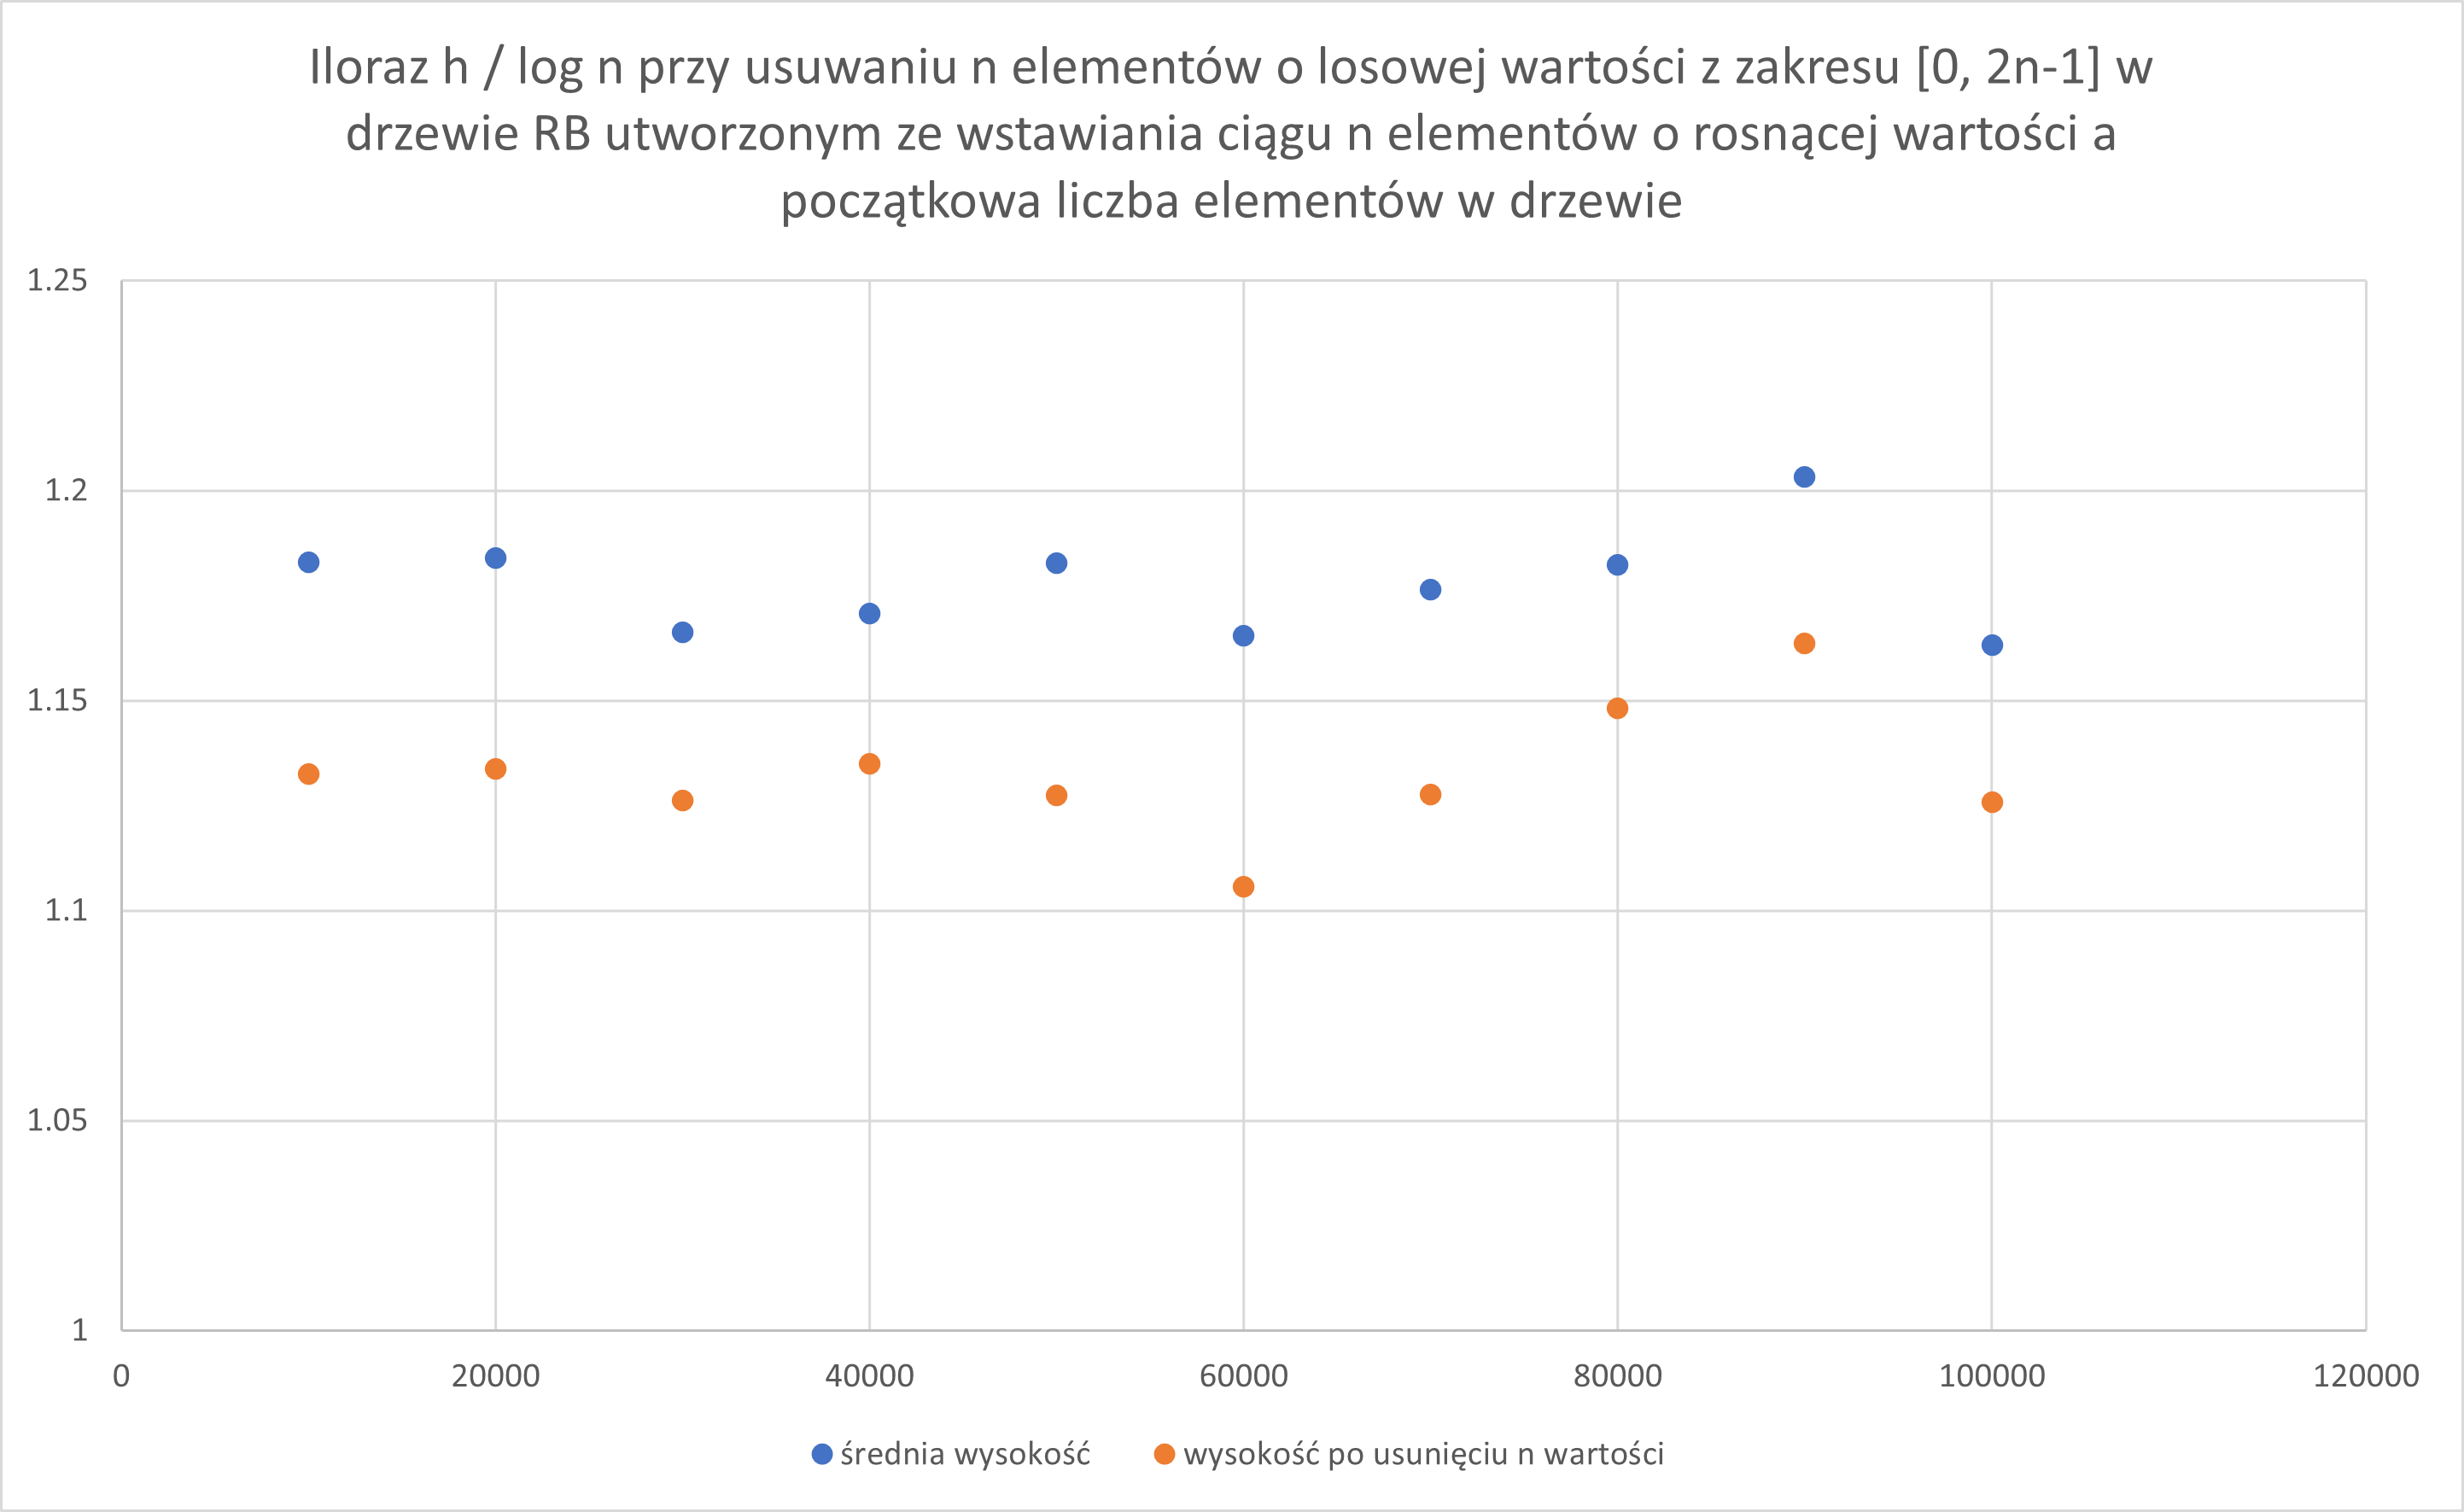 Iloraz h / log n przy usuwaniu n elementów o losowej wartości z zakresu [0, 2n-1] w
drzewie RB utworzonym ze wstawiania ciągu n elementów o rosnącej wartości a
początkowa liczba elementów w drzewie
1.25
1.2
1.15
1.1
1.05
1
0 20000 40000 60000 80000 100000 120000
średnia wysokość wysokość po usunięciu n wartości